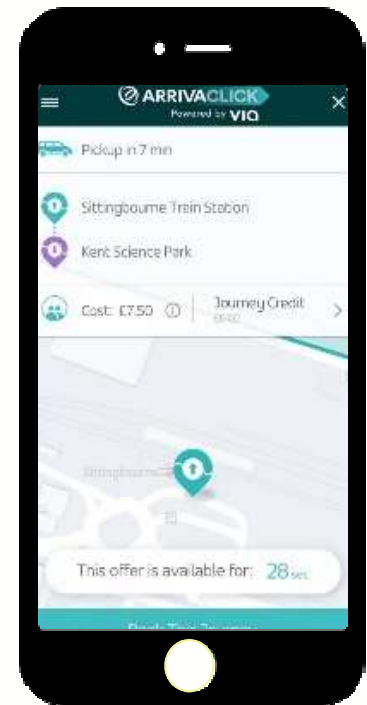 ARRIVACLICK
Powered by VIA
Pickup in 7 min
Sittingbourne Train Station
Kent Science Park
Cost: £7.50
Journey Credit
Sittingbourne
This offer is available for: 28 sec